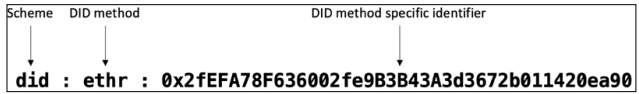 Scheme DID method DID method specific identifier
did : ethr : 0x2fEFA78F636002fe9B3B43A3d3672b011420ea90